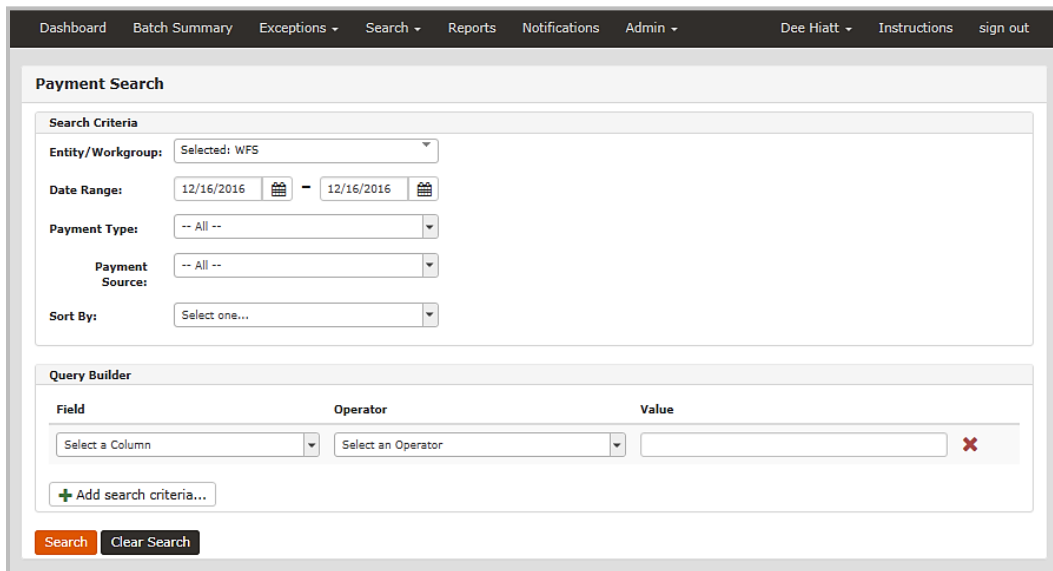 Dashboard Batch Summary Exceptions Search Reports Notifications Admin Dee Hiatt Instructions sign out
Payment Search
Search Criteria
Entity/Workgroup: Selected: WFS
Date Range: 12/16/2016 – 12/16/2016
Payment Type: -- All --
Payment
Source: -- All --
Sort By: Select one...
Query Builder
Field Operator Value
Select a Column Select an Operator
Add search criteria...
Search Clear Search